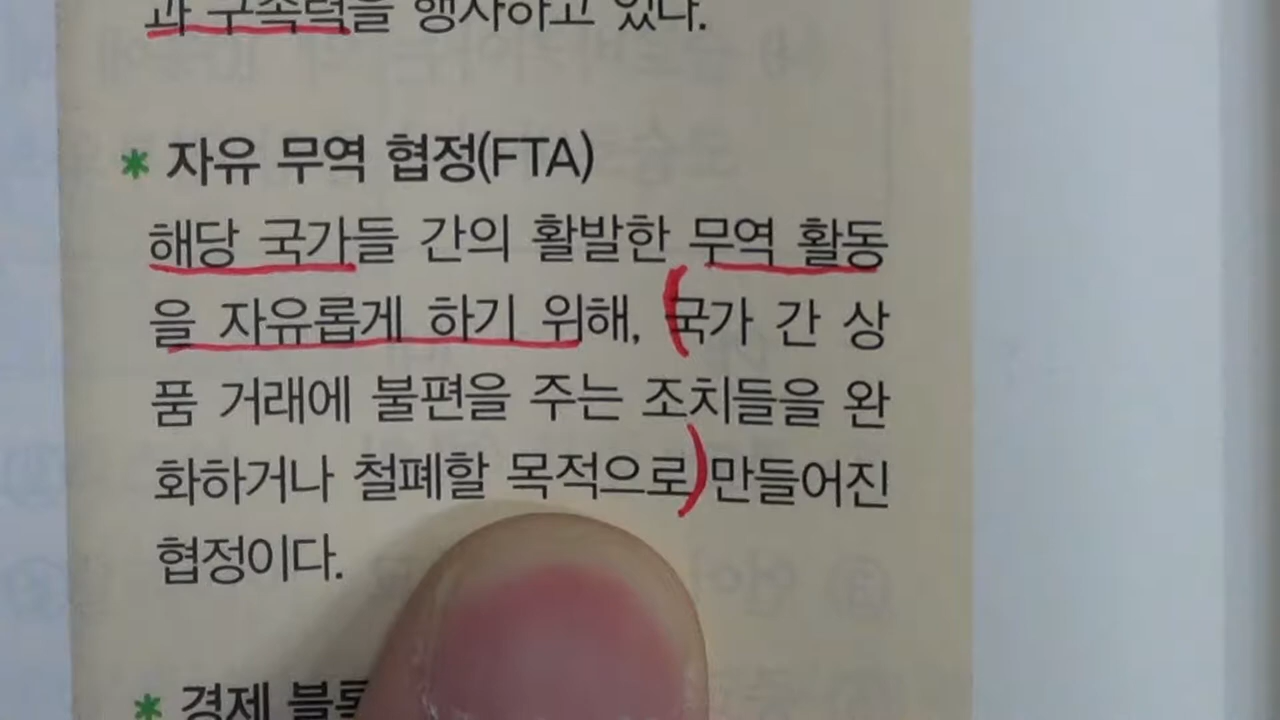 과 구속력을 행사하고 있다.
* 자유 무역 협정(FTA)
해당 국가들 간의 활발한 무역 활동
을 자유롭게 하기 위해, (국가 간 상
품 거래에 불편을 주는 조치들을 완
화하거나 철폐할 목적으로) 만들어진
협정이다.
* 경제